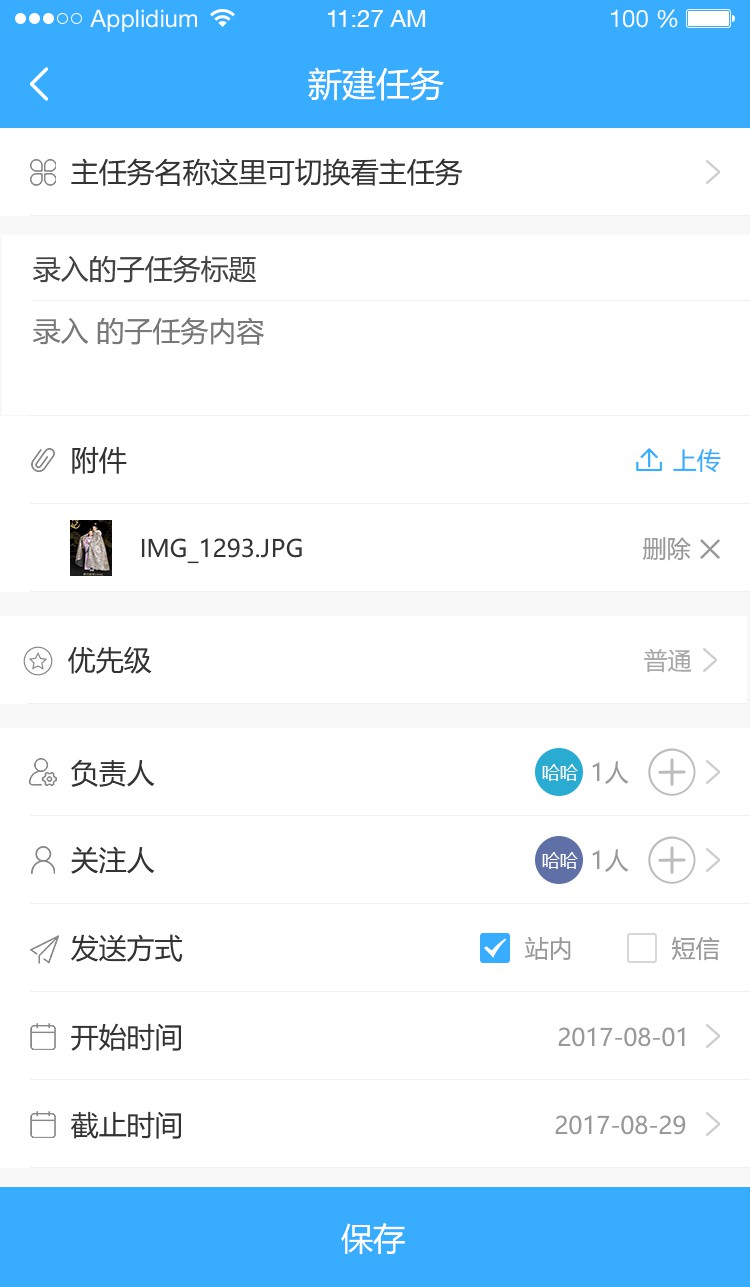 Applidium 11:27 AM 100 %
新建任务
主任务名称这里可切换看主任务
录入的子任务标题
录入 的子任务内容
附件 上传
IMG_1293.JPG 删除
优先级 普通
负责人 哈哈 1人
关注人 哈哈 1人
发送方式 站内 短信
开始时间 2017-08-01
截止时间 2017-08-29
保存